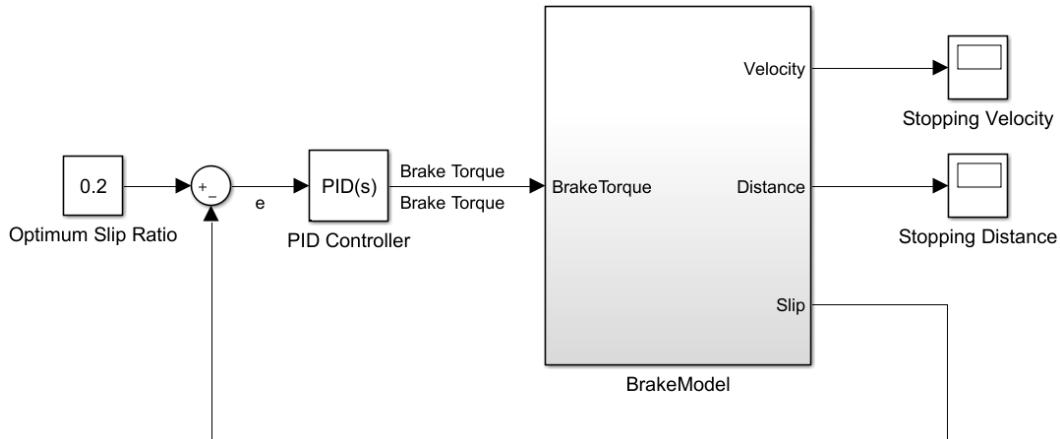 Velocity
Stopping Velocity
0.2
+
−
e
PID(s)
Brake Torque
Brake Torque
BrakeTorque
Distance
Optimum Slip Ratio
PID Controller
Stopping Distance
Slip
BrakeModel